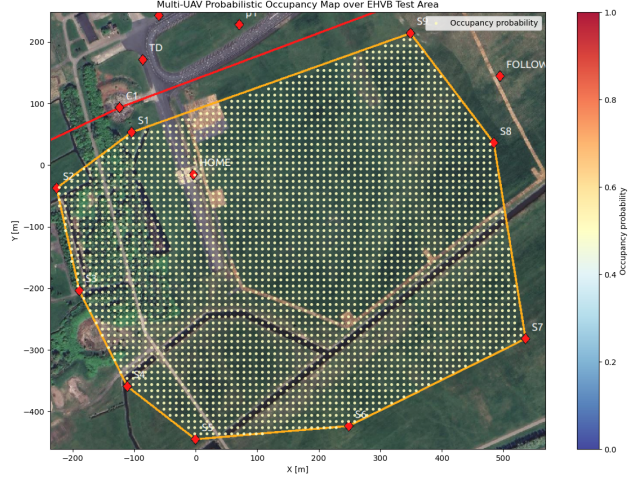 Multi-UAV Probabilistic Occupancy Map over EHVB Test Area
Occupancy probability
TD
C1
FOLLOW
S9
S1
S8
HOME
S2
S3
S7
S4
S5
S6
200
100
0
−100
−200
−300
−400
Y [m]
−200
−100
0
100
200
300
400
500
X [m]
1.0
0.8
0.6
0.4
0.2
0.0
Occupancy probability